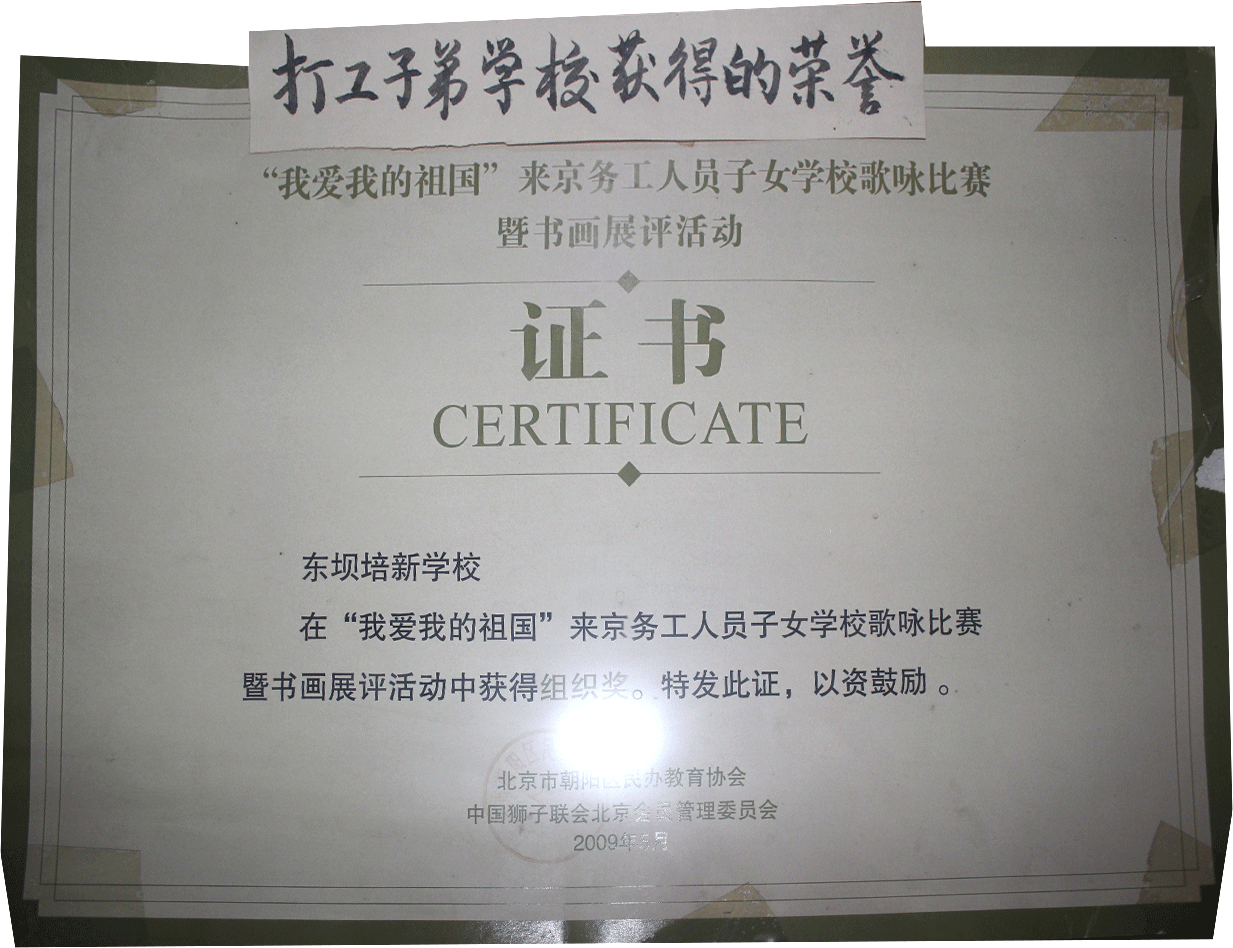 打工子弟学校获得的荣誉
“我爱我的祖国”来京务工人员子女学校歌咏比赛
暨书画展评活动
证书
CERTIFICATE
东坝培新学校
在“我爱我的祖国”来京务工人员子女学校歌咏比赛
暨书画展评活动中获得组织奖。特发此证，以资鼓励。
北京市朝阳区民办教育协会
中国狮子联会北京会员管理委员会
2009年 月